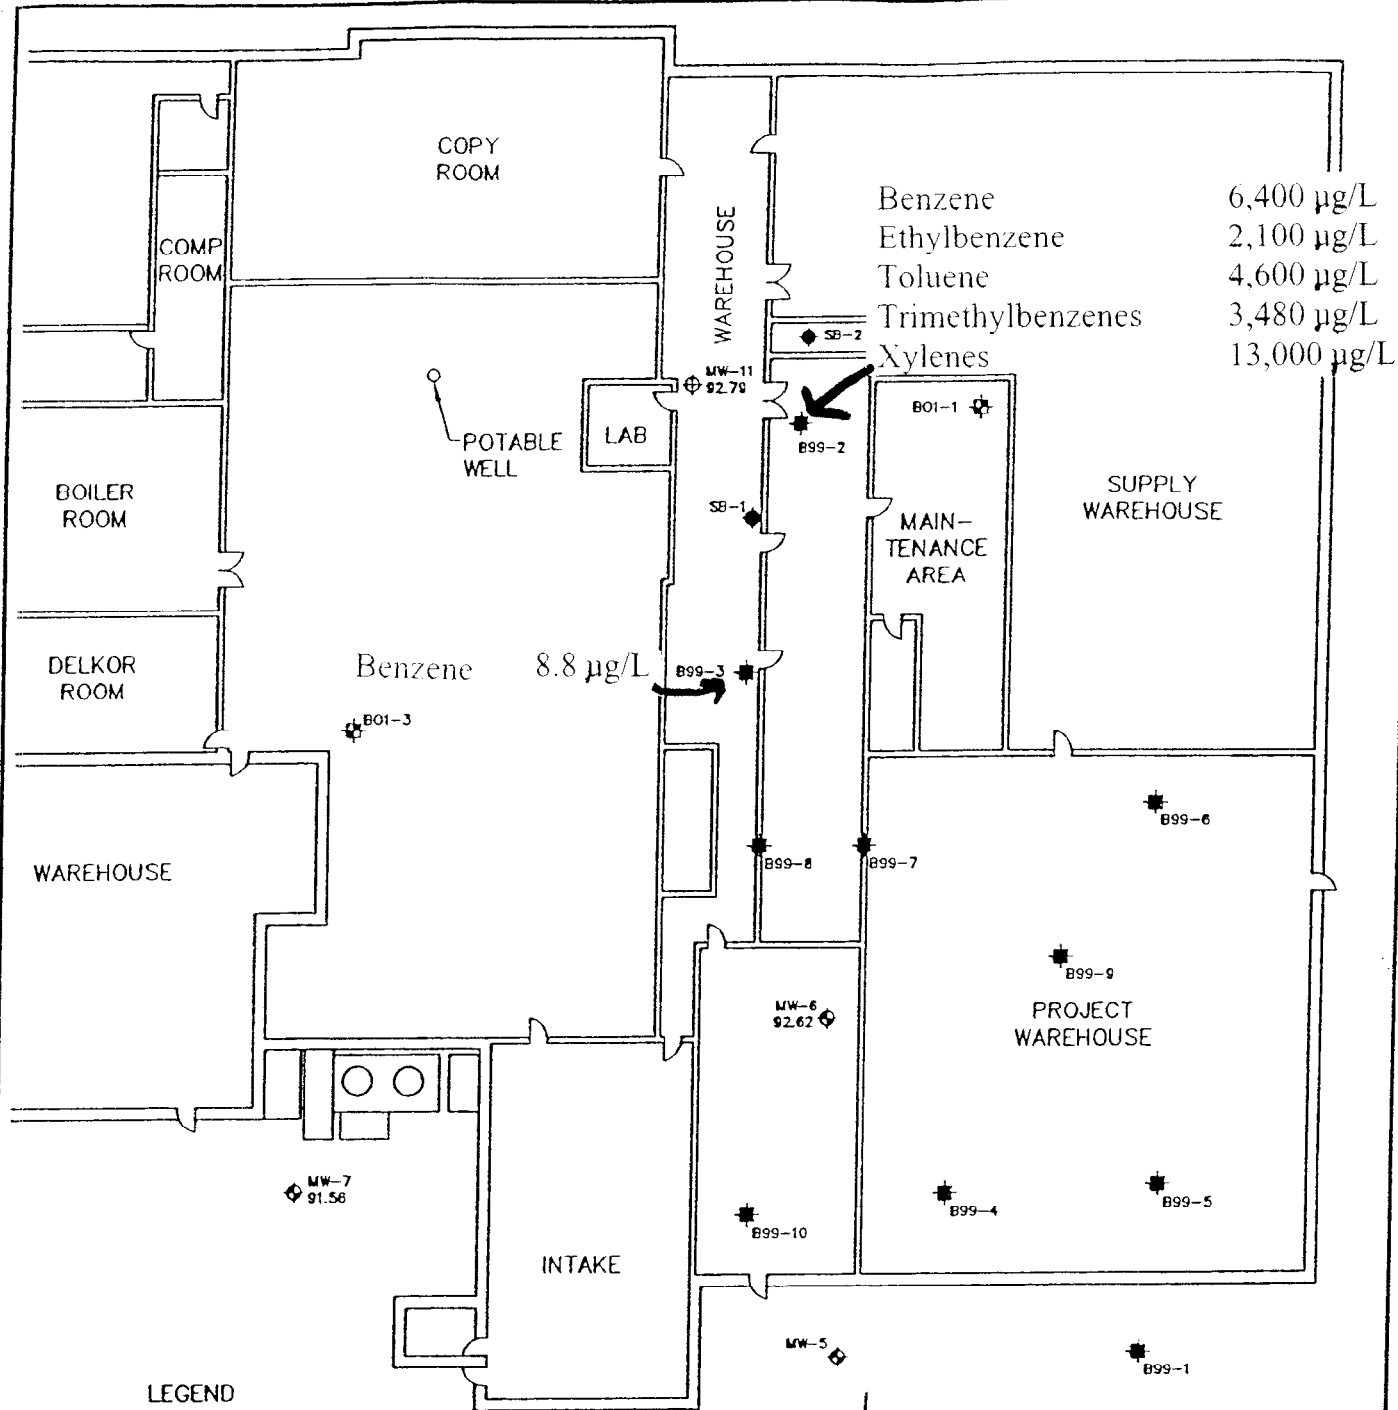 COPY
ROOM
COMP
ROOM
WAREHOUSE
Benzene 6,400 µg/L
Ethylbenzene 2,100 µg/L
Toluene 4,600 µg/L
Trimethylbenzenes 3,480 µg/L
Xylenes 13,000 µg/L
SB-2
MW-11
92.79
B01-1
B99-2
POTABLE
WELL
LAB
BOILER
ROOM
SB-1
MAIN-
TENANCE
AREA
SUPPLY
WAREHOUSE
DELKOR
ROOM
Benzene 8.8 µg/L
B99-3
B01-3
B99-6
WAREHOUSE
B99-8
B99-7
B99-9
MW-6
92.62
PROJECT
WAREHOUSE
MW-7
91.56
B99-10
B99-4
B99-5
INTAKE
MW-5
B99-1
LEGEND